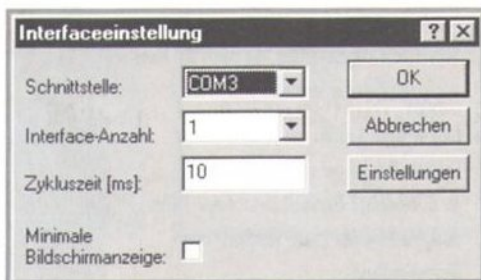 Interfaceeinstellung
Schnittstelle: COM3 OK
Interface-Anzahl: 1 Abbrechen
Zykluszeit [ms]: 10 Einstellungen
Minimale
Bildschirmanzeige: